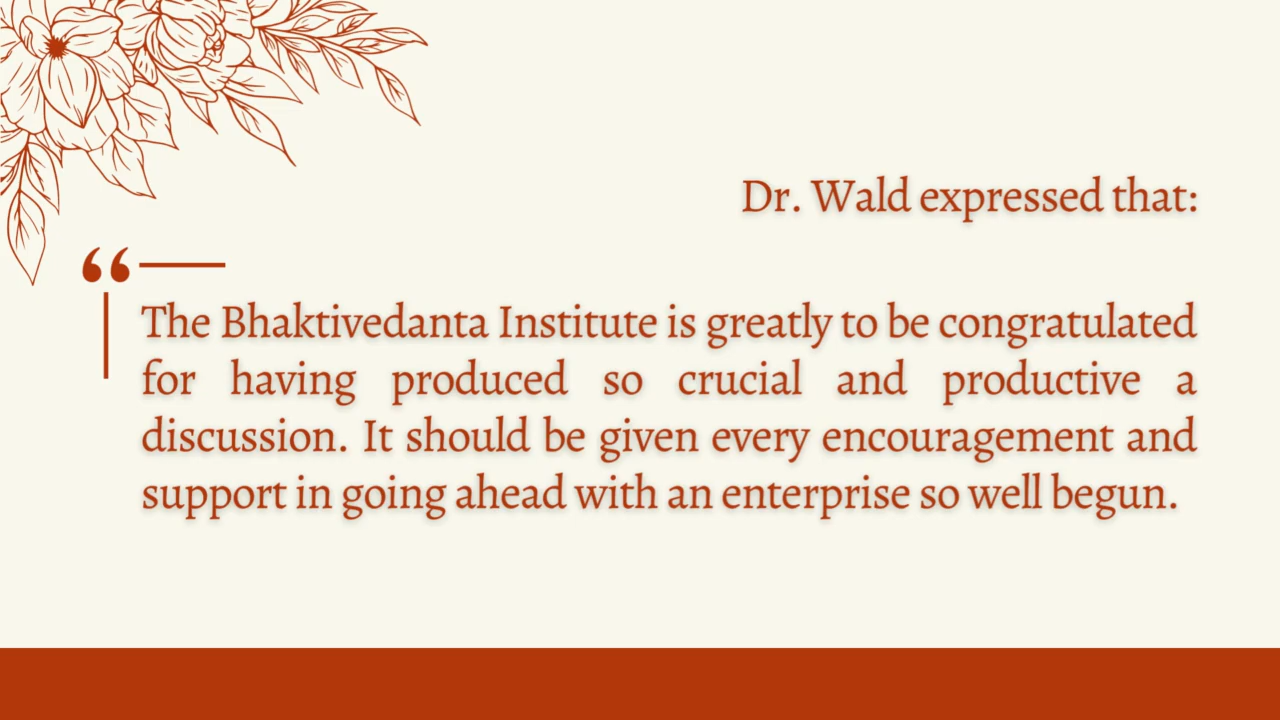 Dr. Wald expressed that:
“
The Bhaktivedanta Institute is greatly to be congratulated
for having produced so crucial and productive a
discussion. It should be given every encouragement and
support in going ahead with an enterprise so well begun.